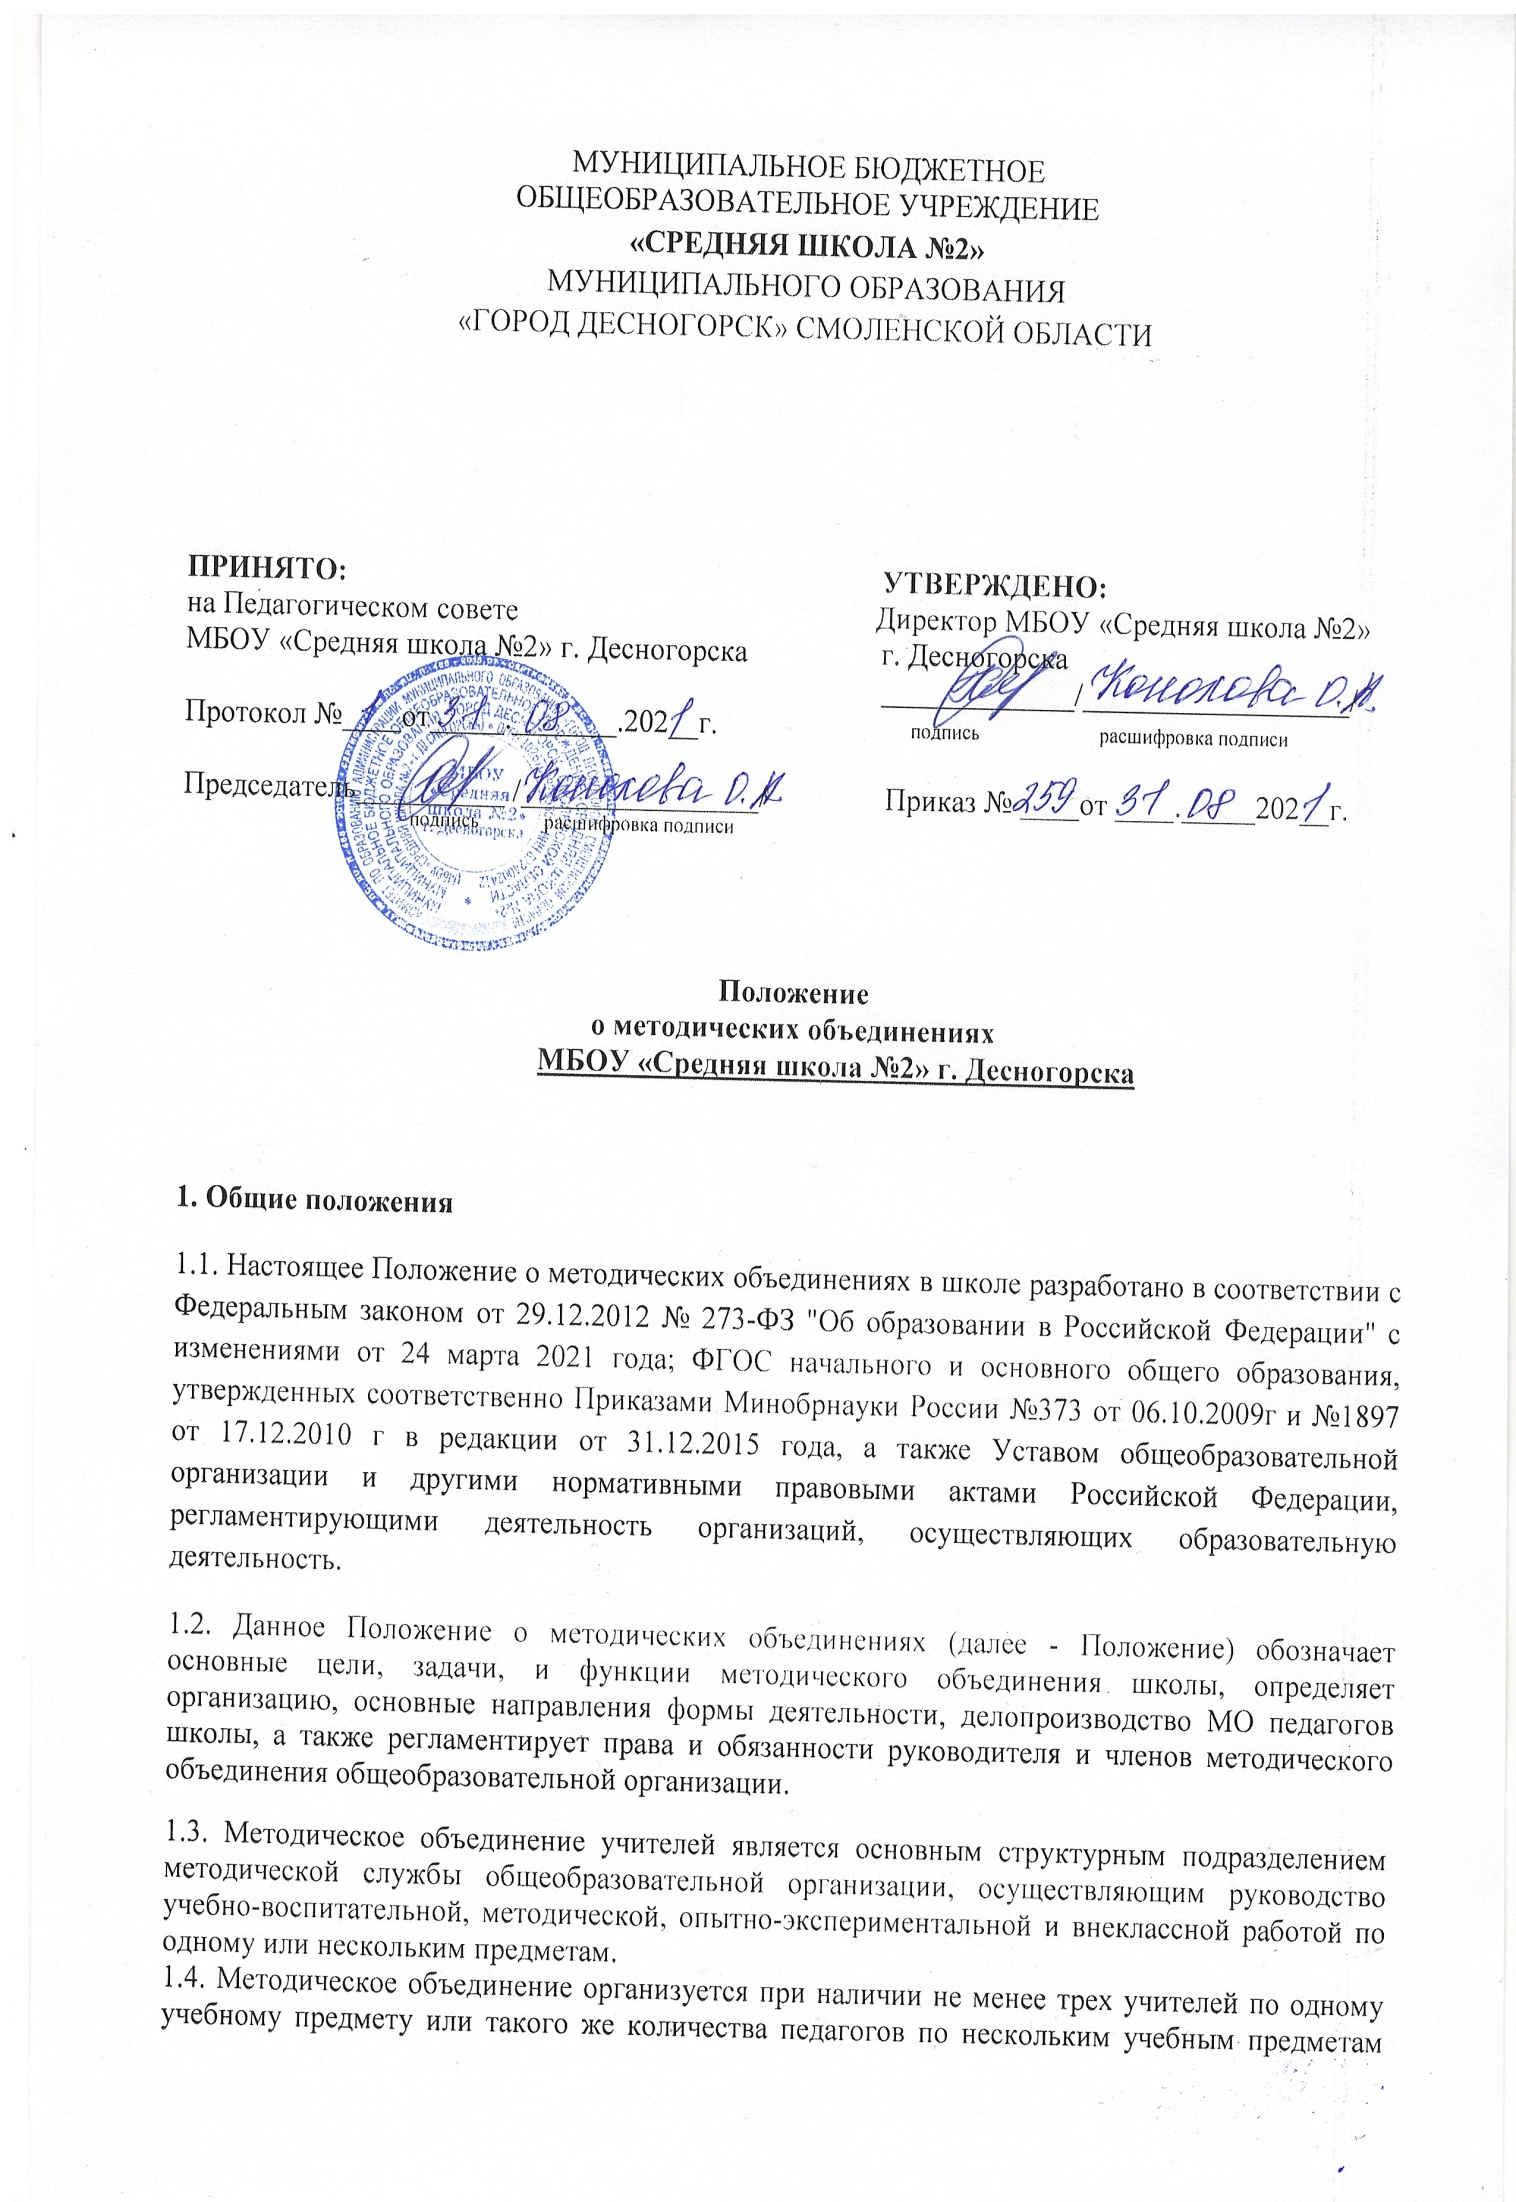 МУНИЦИПАЛЬНОЕ БЮДЖЕТНОЕ
ОБЩЕОБРАЗОВАТЕЛЬНОЕ УЧРЕЖДЕНИЕ
«СРЕДНЯЯ ШКОЛА №2»
МУНИЦИПАЛЬНОГО ОБРАЗОВАНИЯ
«ГОРОД ДЕСНОГОРСК» СМОЛЕНСКОЙ ОБЛАСТИ
ПРИНЯТО:
на Педагогическом совете
МБОУ «Средняя школа №2» г. Десногорска
Протокол № 1 от 31 08 .2021 г.
Председатель / Конохова О.Н.
подпись расшифровка подписи
МБОУ
«Средняя
школа №2»
г. Десногорска
УТВЕРЖДЕНО:
Директор МБОУ «Средняя школа №2»
г. Десногорска
/ Конохова О.Н.
подпись расшифровка подписи
Приказ № 259 от 31 . 08 2021 г.
Положение
о методических объединениях
МБОУ «Средняя школа №2» г. Десногорска
1. Общие положения
1.1. Настоящее Положение о методических объединениях в школе разработано в соответствии с
Федеральным законом от 29.12.2012 № 273-ФЗ "Об образовании в Российской Федерации" с
изменениями от 24 марта 2021 года; ФГОС начального и основного общего образования,
утвержденных соответственно Приказами Минобрнауки России №373 от 06.10.2009г и №1897
от 17.12.2010 г в редакции от 31.12.2015 года, а также Уставом общеобразовательной
организации и другими нормативными правовыми актами Российской Федерации,
регламентирующими деятельность организаций, осуществляющих образовательную
деятельность.
1.2. Данное Положение о методических объединениях (далее - Положение) обозначает
основные цели, задачи, и функции методического объединения школы, определяет
организацию, основные направления формы деятельности, делопроизводство МО педагогов
школы, а также регламентирует права и обязанности руководителя и членов методического
объединения общеобразовательной организации.
1.3. Методическое объединение учителей является основным структурным подразделением
методической службы общеобразовательной организации, осуществляющим руководство
учебно-воспитательной, методической, опытно-экспериментальной и внеклассной работой по
одному или нескольким предметам.
1.4. Методическое объединение организуется при наличии не менее трех учителей по одному
учебному предмету или такого же количества педагогов по нескольким учебным предметам